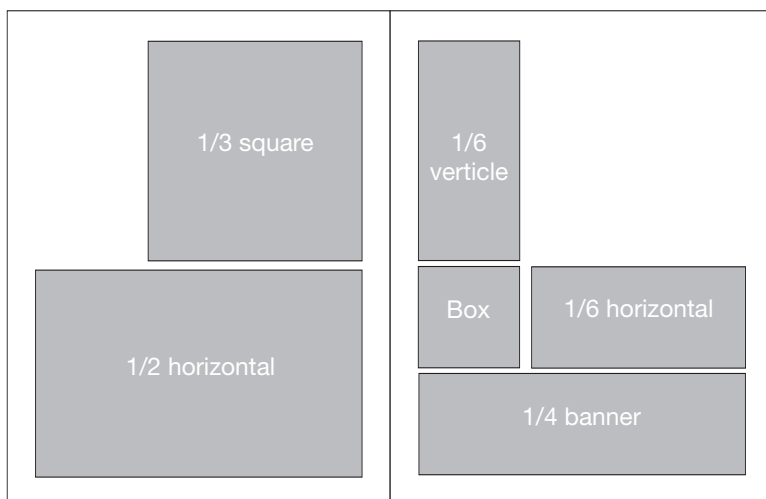 1/3 square
1/2 horizontal
1/6
verticle
Box
1/6 horizontal
1/4 banner